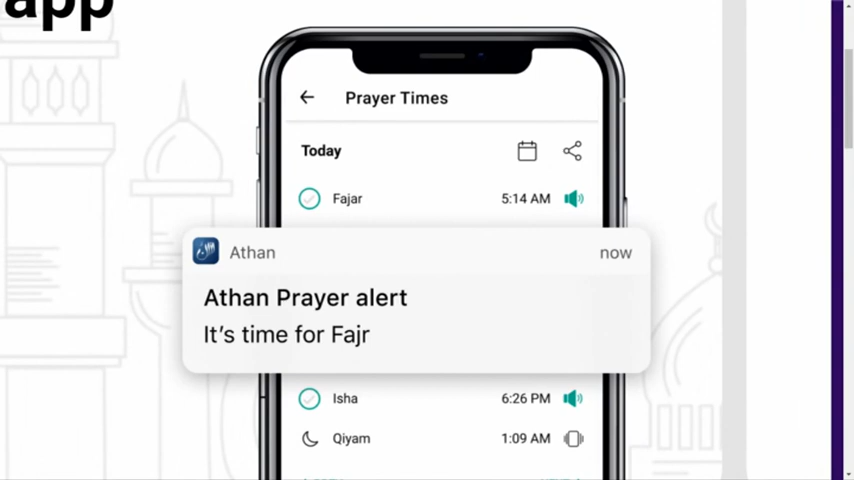 app
Prayer Times
Today
Fajar 5:14 AM
Athan now
Athan Prayer alert
It's time for Fajr
Isha 6:26 PM
Qiyam 1:09 AM